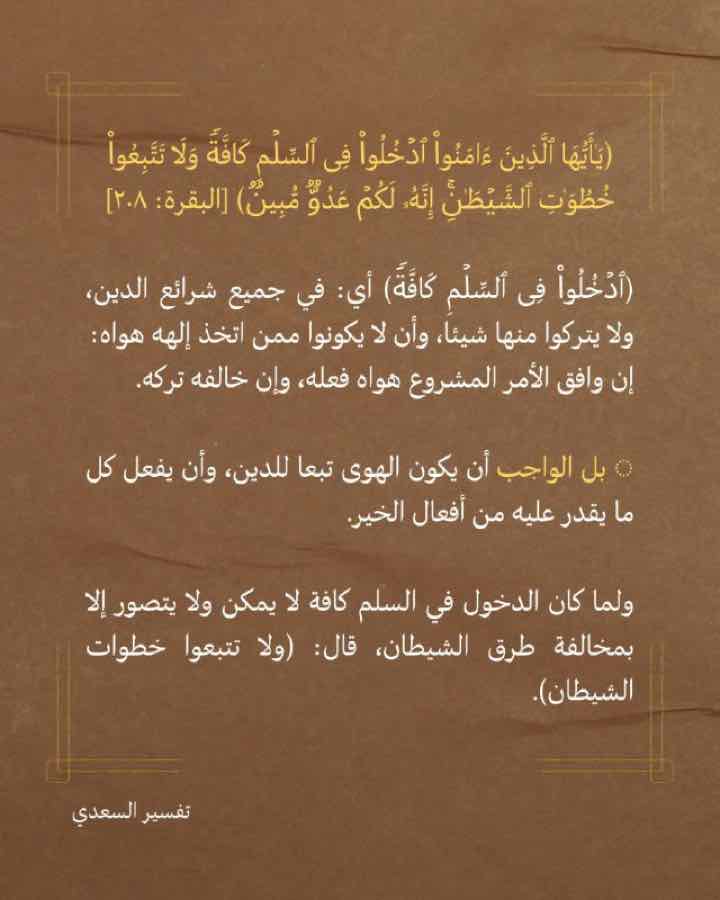 (يَٰٓأَيُّهَا ٱلَّذِينَ ءَامَنُواْ ٱدۡخُلُواْ فِى ٱلسِّلۡمِ كَآفَّةٗ وَلَا تَتَّبِعُواْ
خُطُوَٰتِ ٱلشَّيۡطَٰنِۚ إِنَّهُۥ لَكُمۡ عَدُوّٞ مُّبِينٞ) [البقرة: ٢٠٨]
(ٱدۡخُلُواْ فِى ٱلسِّلۡمِ كَآفَّةٗ) أي: في جميع شرائع الدين،
ولا يتركوا منها شيئا، وأن لا يكونوا ممن اتخذ إلهه هواه:
إن وافق الأمر المشروع هواه فعله، وإن خالفه تركه.
بل الواجب أن يكون الهوى تبعا للدين، وأن يفعل كل
ما يقدر عليه من أفعال الخير.
ولما كان الدخول في السلم كافة لا يمكن ولا يتصور إلا
بمخالفة طرق الشيطان، قال: (ولا تتبعوا خطوات
الشيطان).
تفسير السعدي